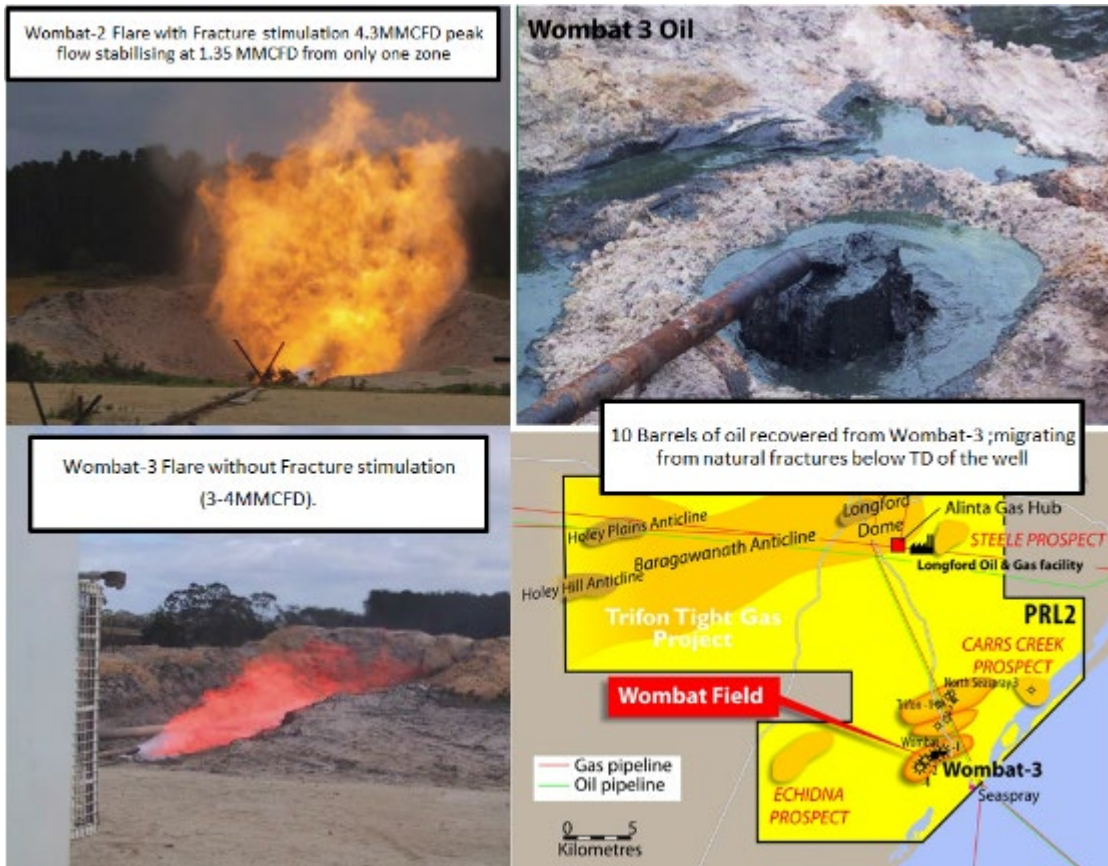 Wombat-2 Flare with Fracture stimulation 4.3MMCFD peak
flow stabilising at 1.35 MMCFD from only one zone
Wombat 3 Oil
Wombat-3 Flare without Fracture stimulation
(3-4MMCFD).
10 Barrels of oil recovered from Wombat-3 ;migrating
from natural fractures below TD of the well
Longford
Dome
Alinta Gas Hub
Holey Plains Anticline
STEELE PROSPECT
Baragawanath Anticline
Longford Oil & Gas facility
Holey Hill Anticline
Trifon Tight Gas
Project
PRL2
CARRS CREEK
PROSPECT
North Seaspray-3
Wombat Field
Wombat-3
Gas pipeline
Oil pipeline
Seaspray
ECHIDNA
PROSPECT
0 5
Kilometres